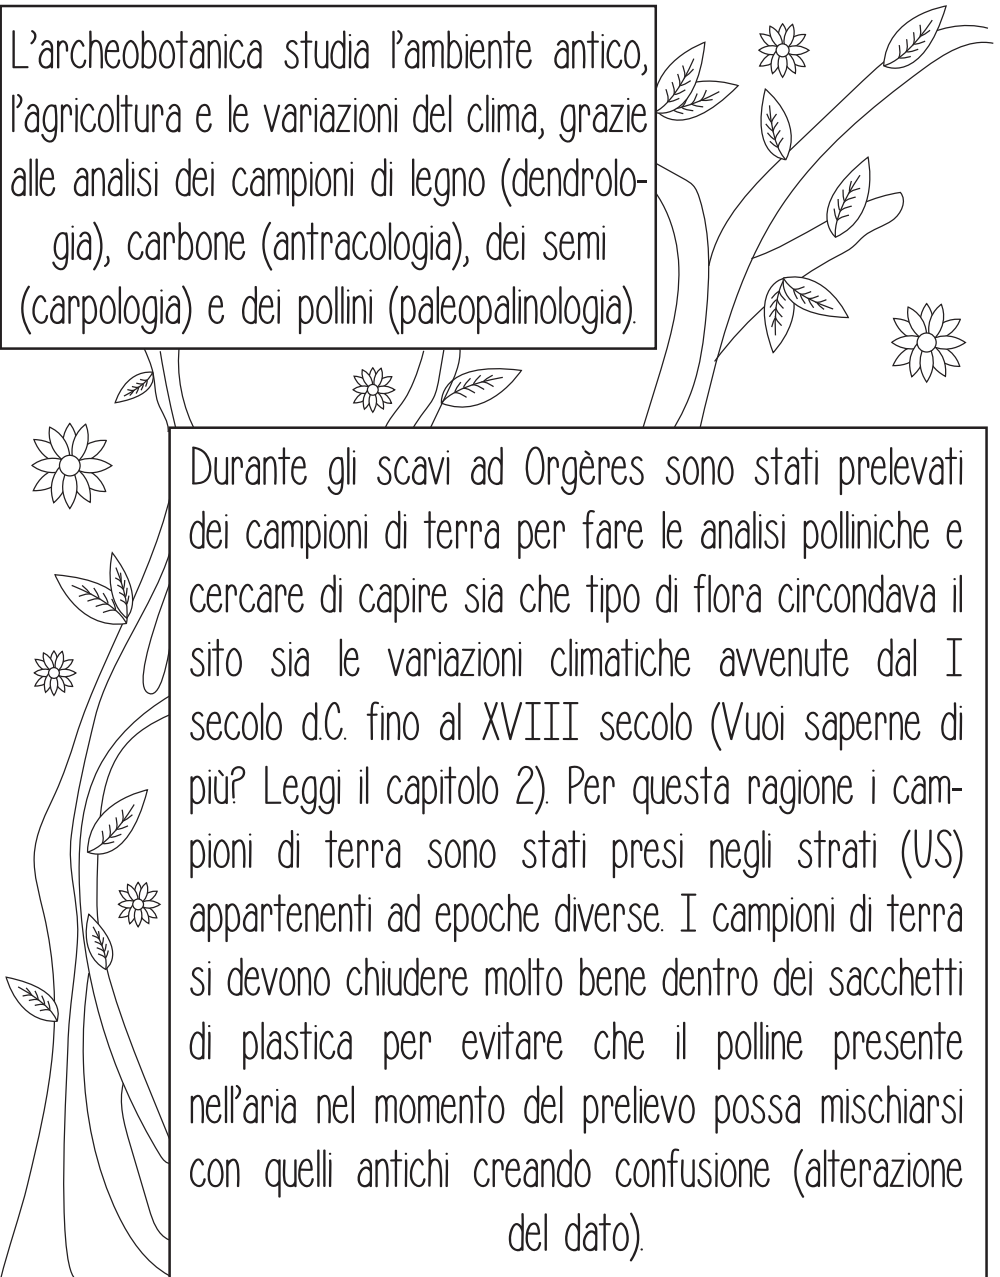 L’archeobotanica studia l’ambiente antico,
l’agricoltura e le variazioni del clima, grazie
alle analisi dei campioni di legno (dendrolo-
gia), carbone (antracologia), dei semi
(carpologia) e dei pollini (paleopalinologia).
Durante gli scavi ad Orgères sono stati prelevati
dei campioni di terra per fare le analisi polliniche e
cercare di capire sia che tipo di flora circondava il
sito sia le variazioni climatiche avvenute dal I
secolo d.C. fino al XVIII secolo (Vuoi saperne di
più? Leggi il capitolo 2). Per questa ragione i cam-
pioni di terra sono stati presi negli strati (US)
appartenenti ad epoche diverse. I campioni di terra
si devono chiudere molto bene dentro dei sacchetti
di plastica per evitare che il polline presente
nell’aria nel momento del prelievo possa mischiarsi
con quelli antichi creando confusione (alterazione
del dato).